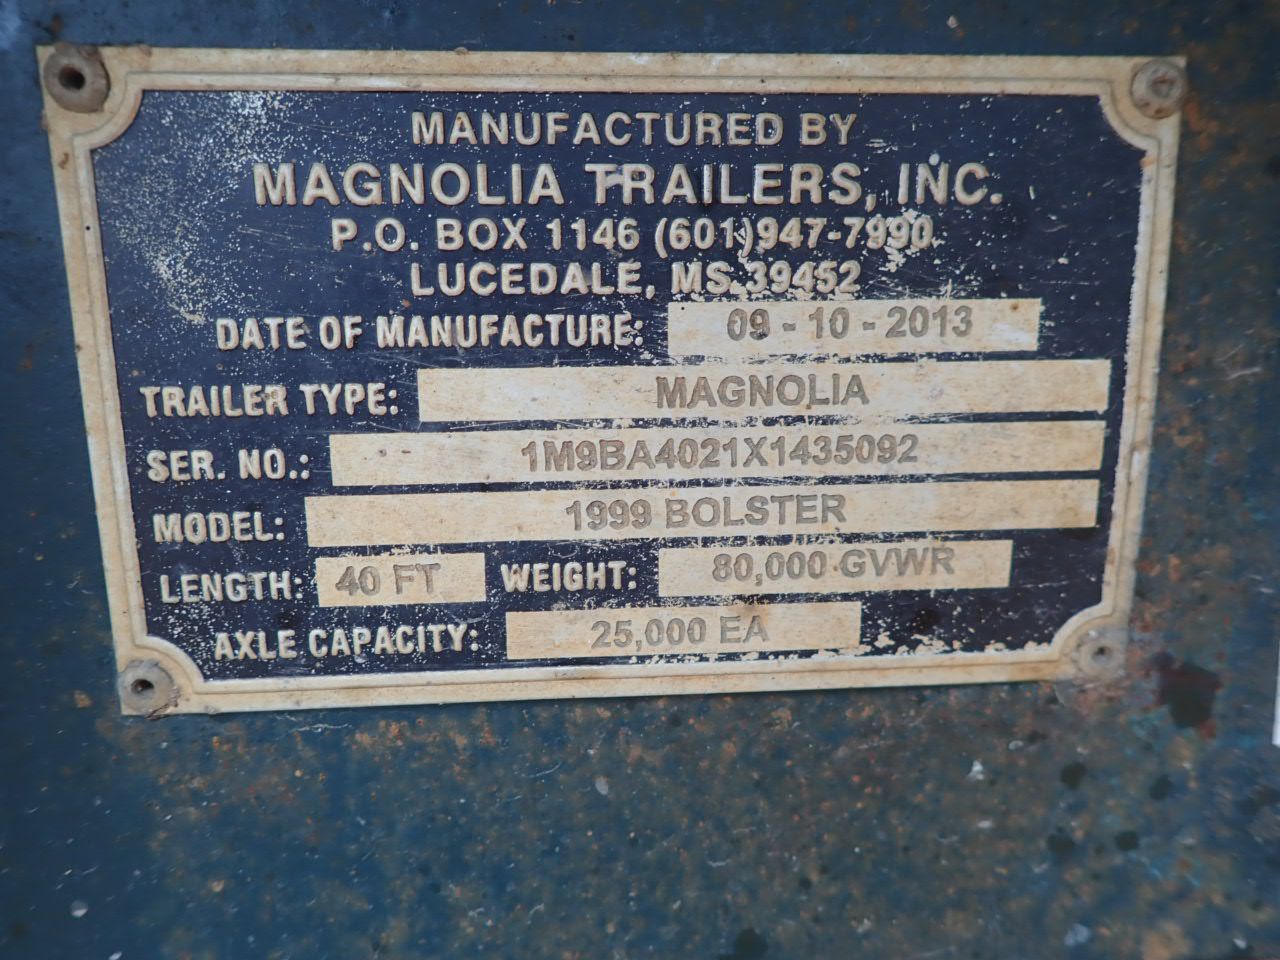 MANUFACTURED BY
MAGNOLIA TRAILERS, INC.
P.O. BOX 1146 (601)947-7990
LUCEDALE, MS 39452
DATE OF MANUFACTURE: 09 - 10 - 2013
TRAILER TYPE: MAGNOLIA
SER. NO.: 1M9BA4021X1435092
MODEL: 1999 BOLSTER
LENGTH: 40 FT WEIGHT: 80,000 GVWR
AXLE CAPACITY: 25,000 EA